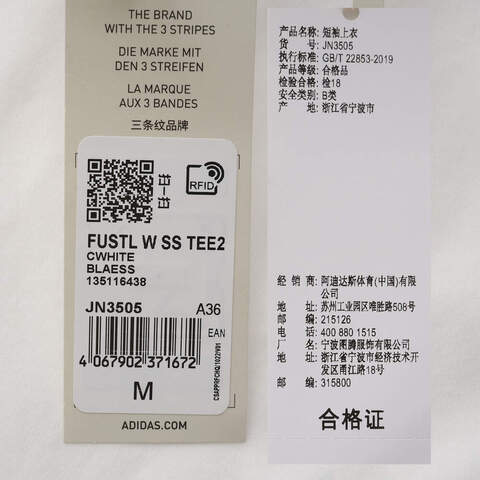 THE BRAND
WITH THE 3 STRIPES
DIE MARKE MIT
DEN 3 STREIFEN
LA MARQUE
AUX 3 BANDES
三条纹品牌
RFID
FUSTL W SS TEE2
CWHITE
BLAESS
135116438
JN3505 A36
EAN
4 067902 371672
M
ADIDAS.COM
产品名称: 短袖上衣
货 号: JN3505
执行标准: GB/T 22853-2019
产品等级: 合格品
检验合格: 检18
安全类别: B类
产 地: 浙江省宁波市
经 销 商: 阿迪达斯体育(中国)有限
公司
地 址: 苏州工业园区唯胜路508号
邮 编: 215126
电 话: 400 880 1515
厂 名: 宁波图腾服饰有限公司
地 址: 浙江省宁波市经济技术开
发区甬江路18号
邮 编: 315800
合格证